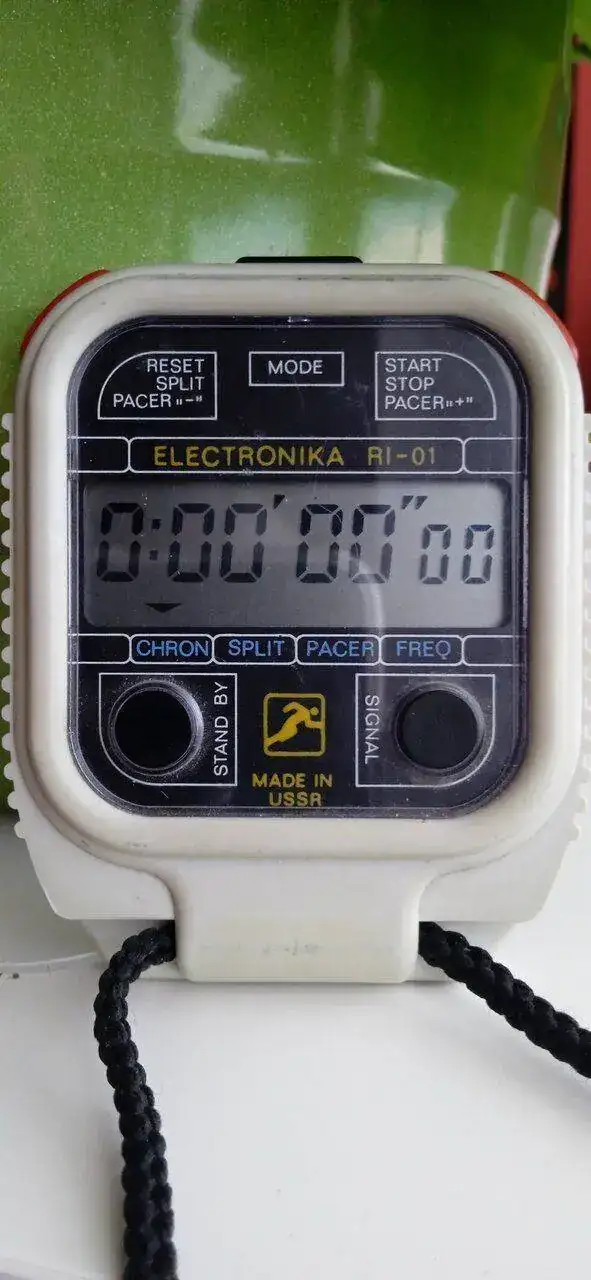 RESET
SPLIT
PACER "-"
MODE
START
STOP
PACER "+"
ELECTRONIKA RI-01
0:00'00"00
CHRON SPLIT PACER FREQ
STAND BY
SIGNAL
MADE IN
USSR